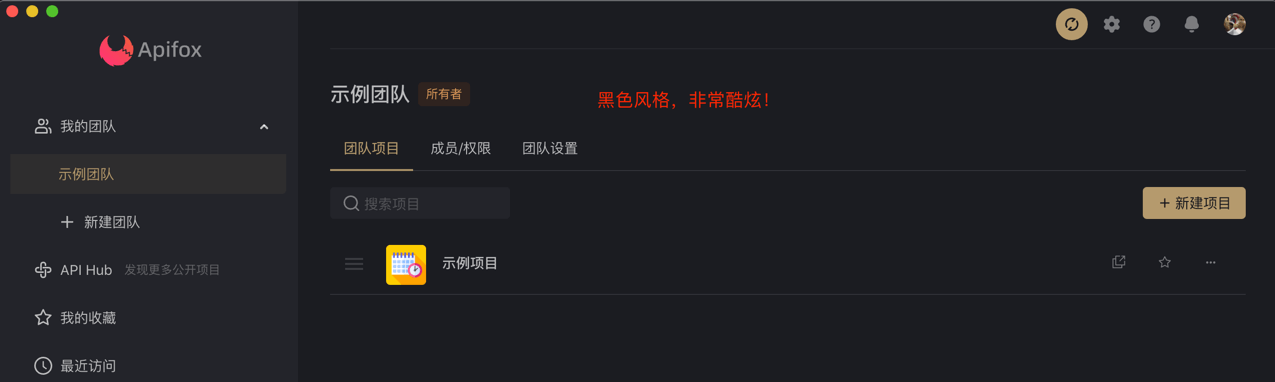 Apifox
我的团队
示例团队
新建团队
API Hub 发现更多公开项目
我的收藏
最近访问
示例团队 所有者
黑色风格，非常酷炫！
团队项目 成员/权限 团队设置
搜索项目
新建项目
示例项目